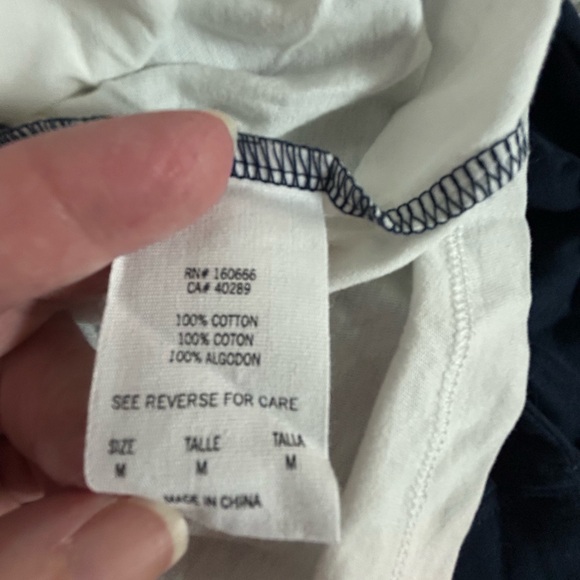 RN# 160666
CA# 40289
100% COTTON
100% COTON
100% ALGODON
SEE REVERSE FOR CARE
SIZE TALLE TALLA
M M M
MADE IN CHINA